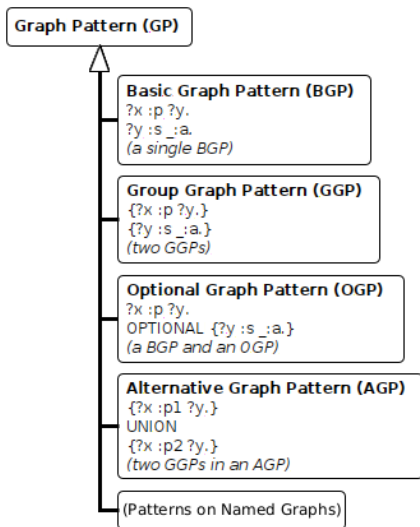 Graph Pattern (GP)
Basic Graph Pattern (BGP)
?x :p ?y.
?y :s _:a.
(a single BGP)
Group Graph Pattern (GGP)
{?x :p ?y.}
{?y :s _:a.}
(two GGPs)
Optional Graph Pattern (OGP)
?x :p ?y.
OPTIONAL {?y :s _:a.}
(a BGP and an OGP)
Alternative Graph Pattern (AGP)
{?x :p1 ?y.}
UNION
{?x :p2 ?y.}
(two GGPs in an AGP)
(Patterns on Named Graphs)